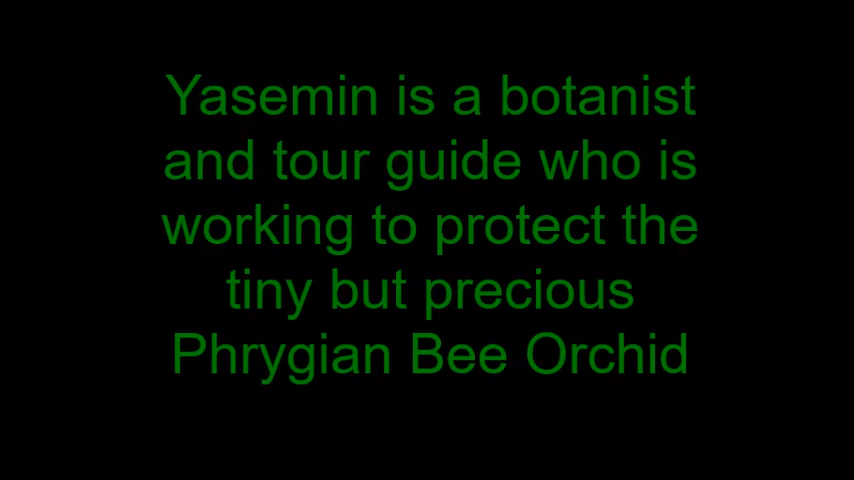 Yasemin is a botanist
and tour guide who is
working to protect the
tiny but precious
Phrygian Bee Orchid